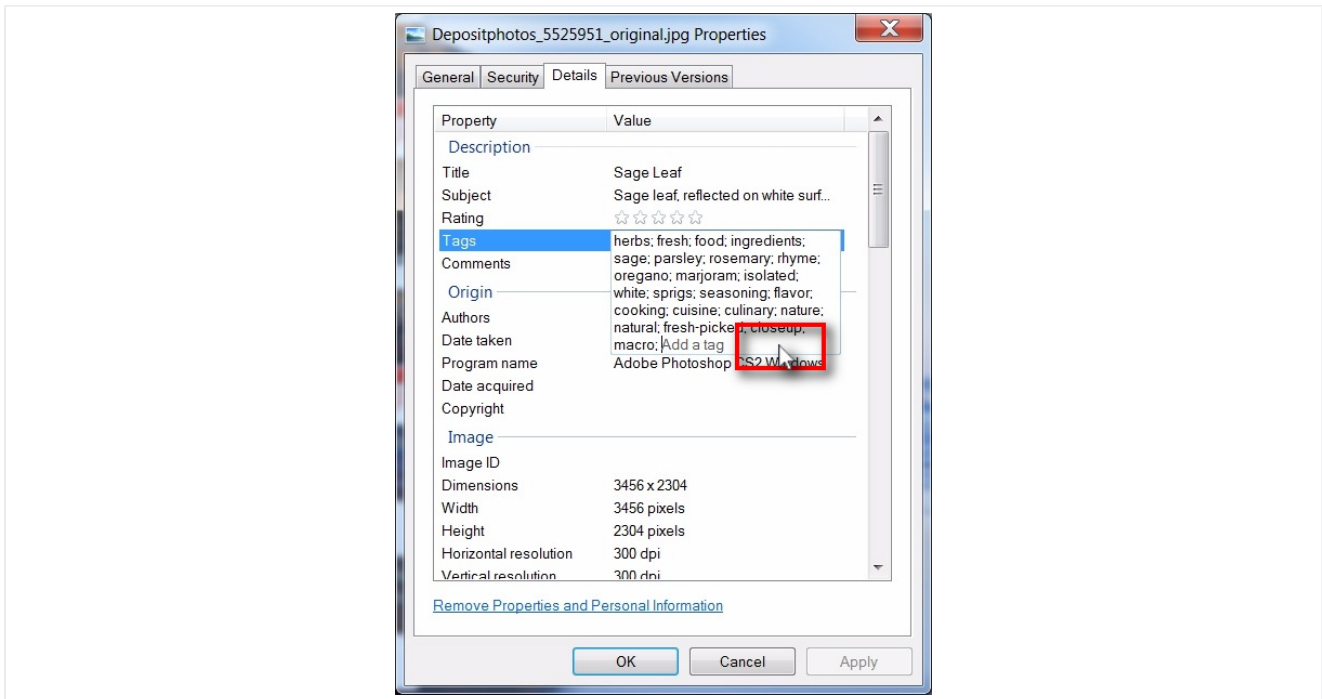 Depositphotos_5525951_original.jpg Properties
X
General Security Details Previous Versions
Property Value
Description
Title Sage Leaf
Subject Sage leaf, reflected on white surf...
Rating
Tags herbs; fresh; food; ingredients;
sage; parsley; rosemary; rhyme;
Comments
oregano; marjoram; isolated;
white; sprigs; seasoning; flavor;
Origin
cooking; cuisine; culinary; nature;
Authors
natural; fresh-picked; closeup;
Date taken
macro; Add a tag
Program name Adobe Photoshop CS2 Windows
Date acquired
Copyright
Image
Image ID
Dimensions 3456 x 2304
Width 3456 pixels
Height 2304 pixels
Horizontal resolution 300 dpi
Vertical resolution 300 dpi
Remove Properties and Personal Information
OK Cancel Apply